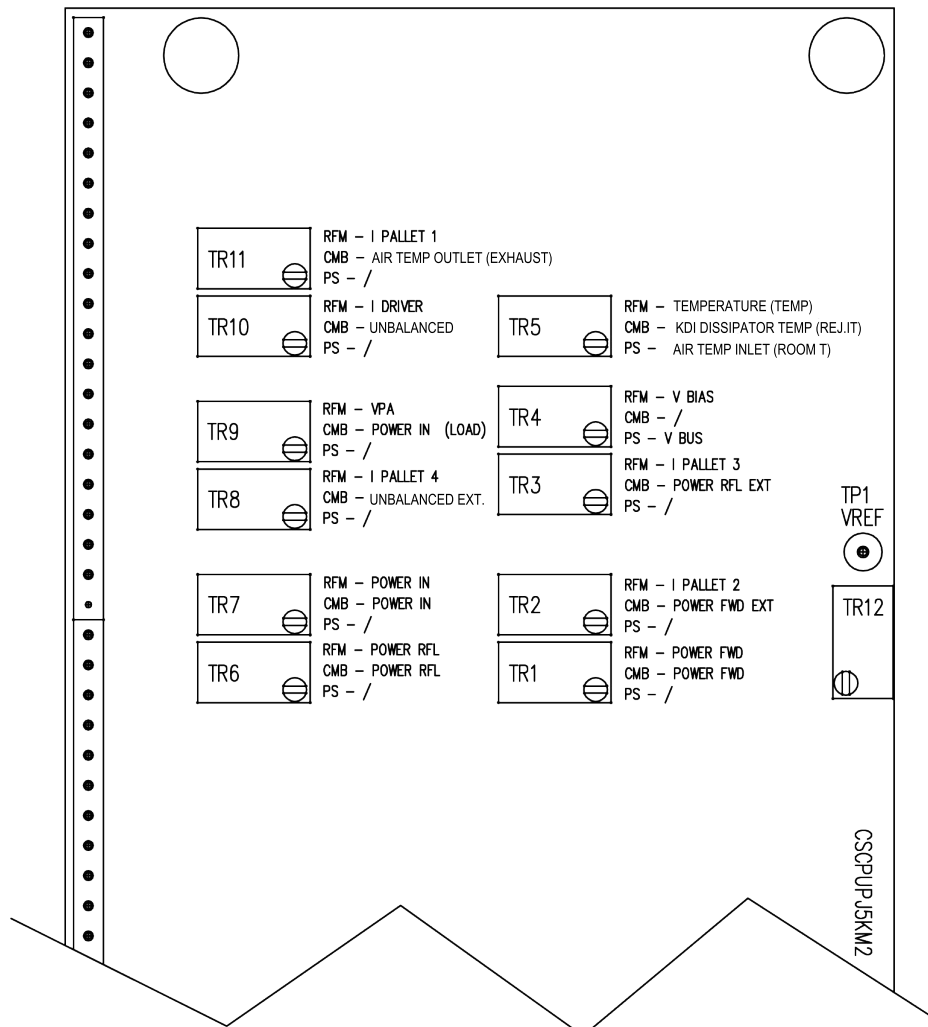 TR11
RFM - I PALLET 1
CMB - AIR TEMP OUTLET (EXHAUST)
PS - /
TR10
RFM - I DRIVER
CMB - UNBALANCED
PS - /
TR5
RFM - TEMPERATURE (TEMP)
CMB - KDI DISSIPATOR TEMP (REJ.IT)
PS - AIR TEMP INLET (ROOM T)
TR9
RFM - VPA
CMB - POWER IN (LOAD)
PS - /
TR4
RFM - V BIAS
CMB - /
PS - V BUS
TR8
RFM - I PALLET 4
CMB - UNBALANCED EXT.
PS - /
TR3
RFM - I PALLET 3
CMB - POWER RFL EXT
PS - /
TP1
VREF
TR7
RFM - POWER IN
CMB - POWER IN
PS - /
TR2
RFM - I PALLET 2
CMB - POWER FWD EXT
PS - /
TR12
TR6
RFM - POWER RFL
CMB - POWER RFL
PS - /
TR1
RFM - POWER FWD
CMB - POWER FWD
PS - /
CSCPUPJ5KM2